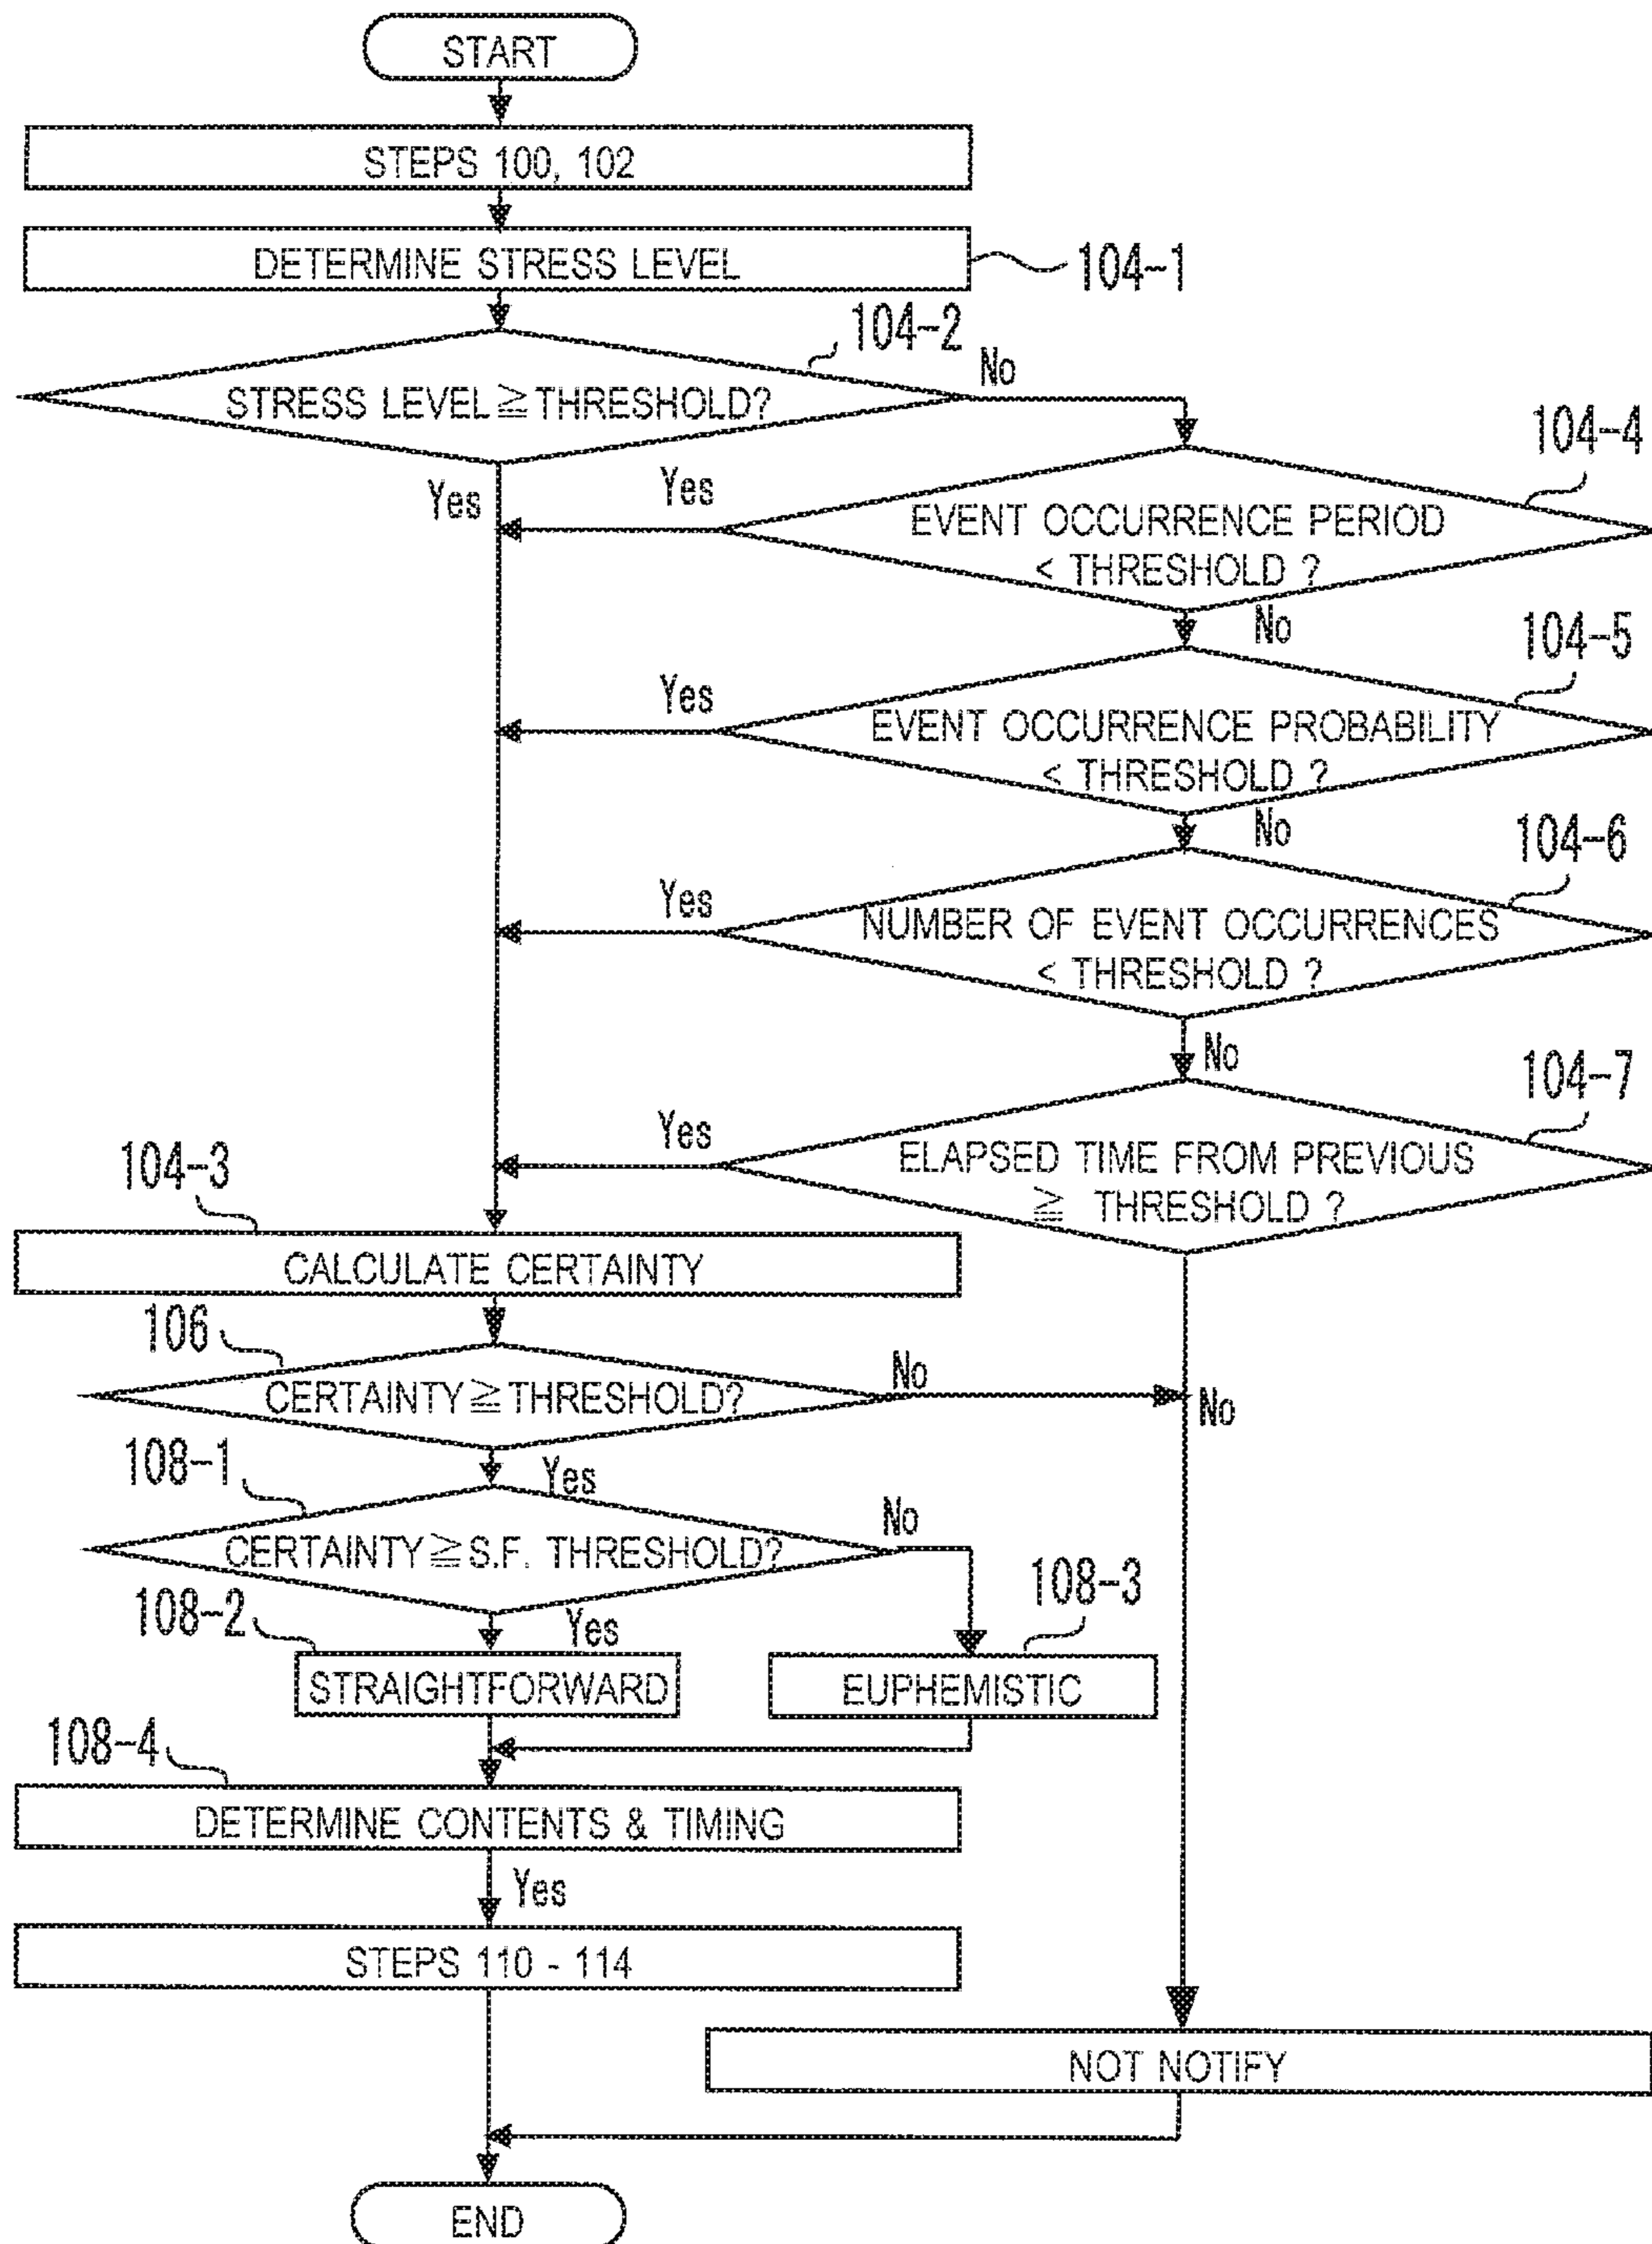 START
STEPS 100, 102
DETERMINE STRESS LEVEL
104-1
104-2
STRESS LEVEL ≧ THRESHOLD?
No
Yes
104-4
Yes
EVENT OCCURRENCE PERIOD
< THRESHOLD ?
No
104-5
Yes
EVENT OCCURRENCE PROBABILITY
< THRESHOLD ?
No
104-6
Yes
NUMBER OF EVENT OCCURRENCES
< THRESHOLD ?
No
104-7
Yes
ELAPSED TIME FROM PREVIOUS
≧ THRESHOLD ?
No
104-3
CALCULATE CERTAINTY
106
CERTAINTY ≧ THRESHOLD?
No
Yes
108-1
CERTAINTY ≧ S.F. THRESHOLD?
No
Yes
108-2
STRAIGHTFORWARD
108-3
EUPHEMISTIC
108-4
DETERMINE CONTENTS & TIMING
Yes
STEPS 110 - 114
NOT NOTIFY
END